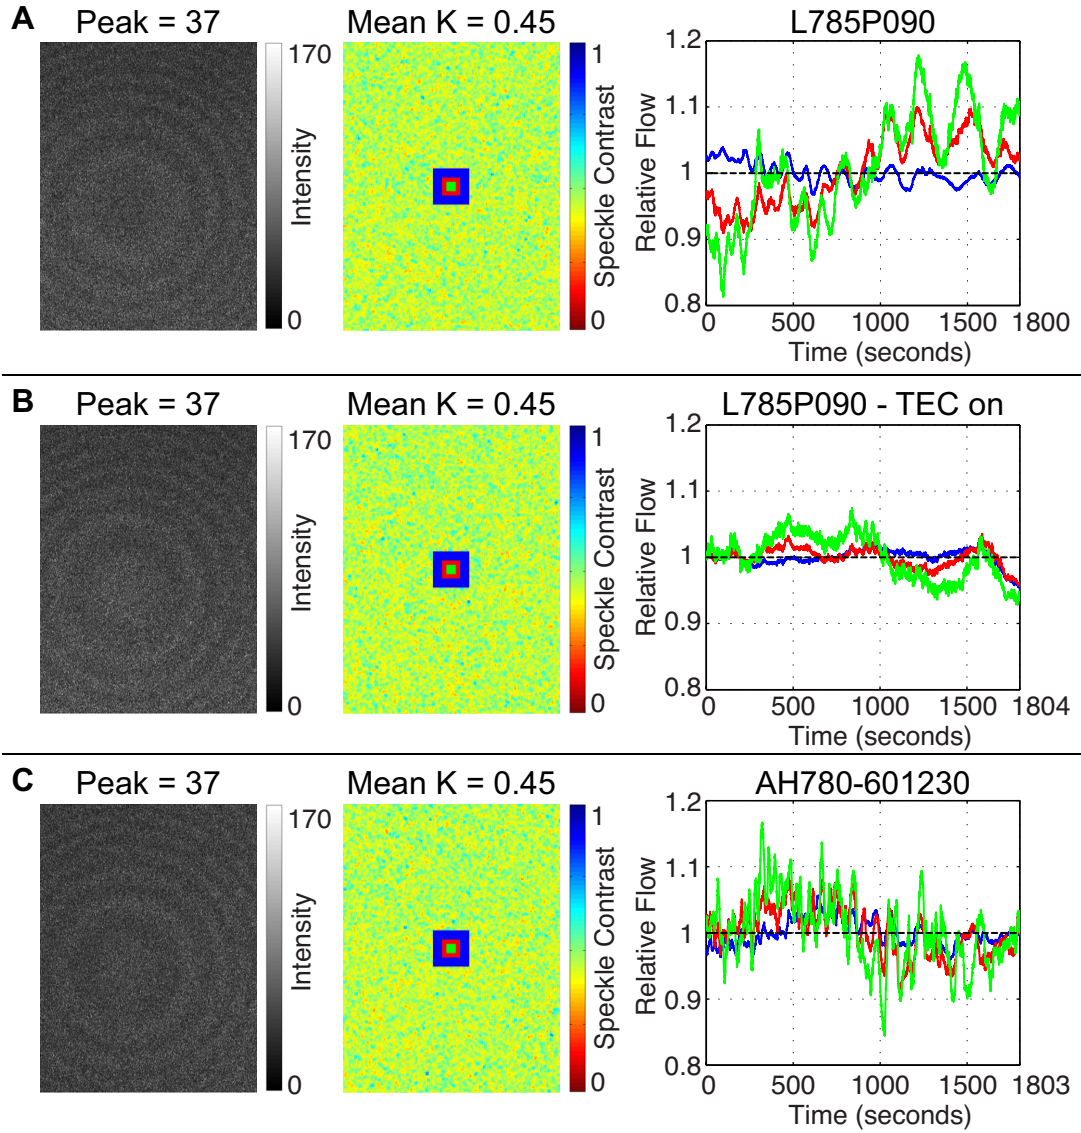 A
Peak = 37
Mean K = 0.45
L785P090
170
Intensity
0
1
Speckle Contrast
0
Relative Flow
1.2
1.1
1
0.9
0.8
0
500
1000
1500
1800
Time (seconds)
B
Peak = 37
Mean K = 0.45
L785P090 - TEC on
170
Intensity
0
1
Speckle Contrast
0
Relative Flow
1.2
1.1
1
0.9
0.8
0
500
1000
1500
1804
Time (seconds)
C
Peak = 37
Mean K = 0.45
AH780-601230
170
Intensity
0
1
Speckle Contrast
0
Relative Flow
1.2
1.1
1
0.9
0.8
0
500
1000
1500
1803
Time (seconds)